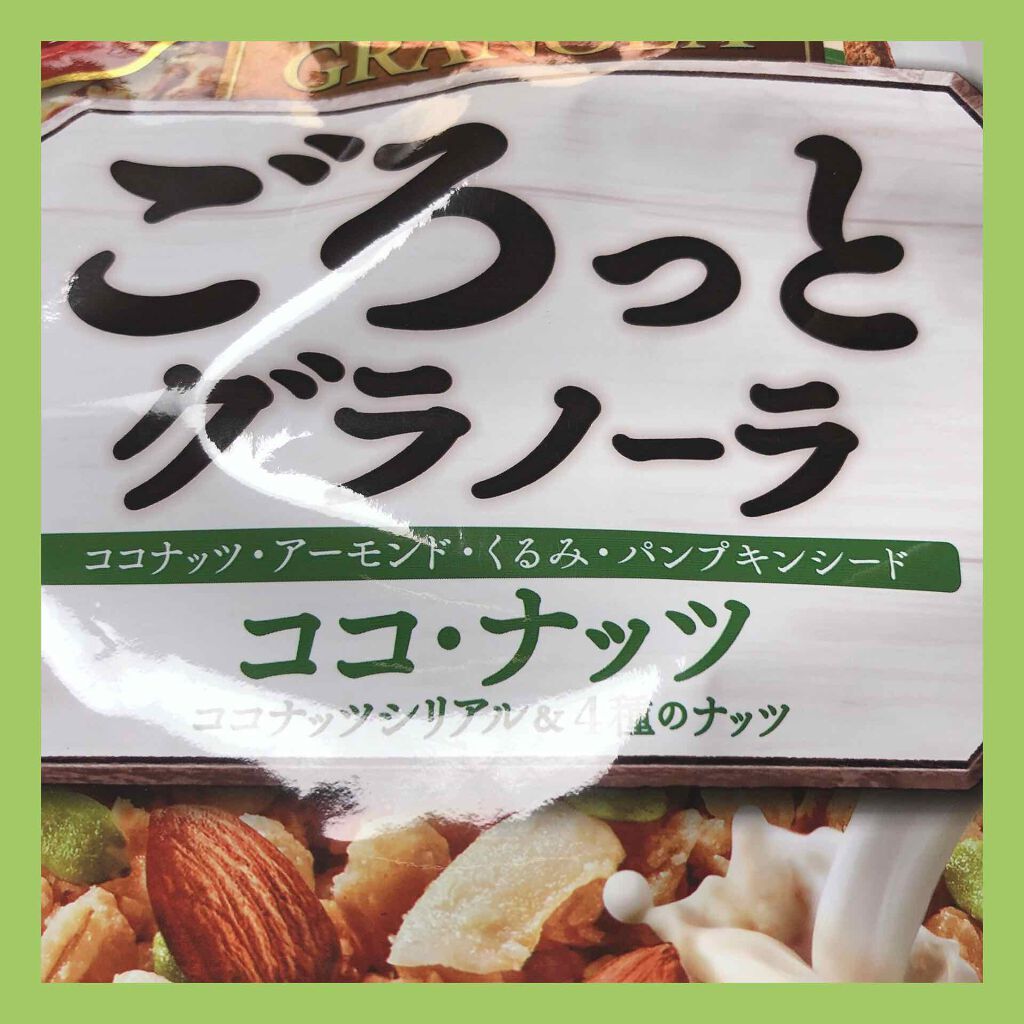 GRANOLA
ごろっと
グラノーラ
ココナッツ・アーモンド・くるみ・パンプキンシード
ココ・ナッツ
ココナッツシリアル&4種のナッツ